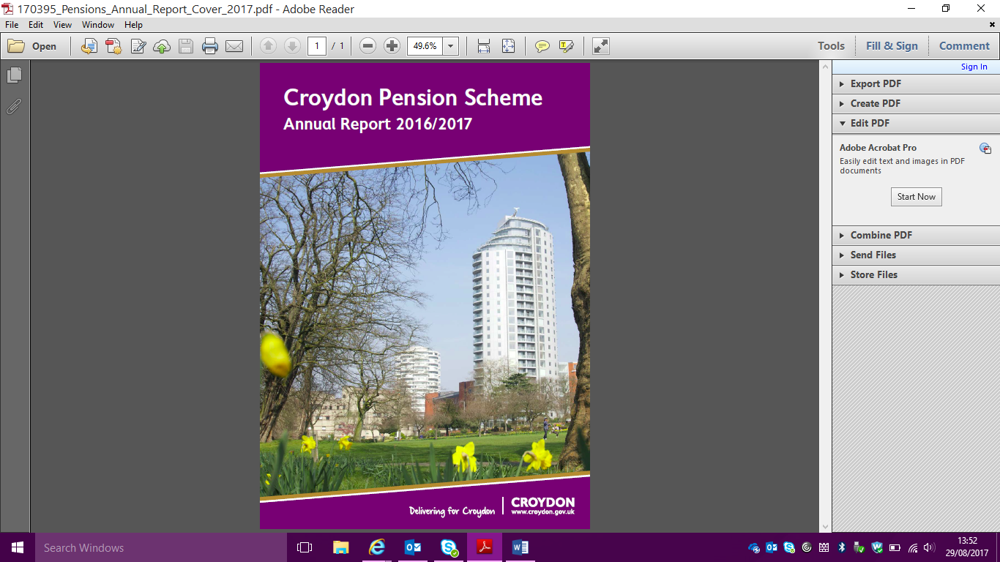 170395_Pensions_Annual_Report_Cover_2017.pdf - Adobe Reader
File Edit View Window Help
Open 1 / 1 49.6% Tools Fill & Sign Comment
Sign In
Export PDF
Create PDF
Edit PDF
Adobe Acrobat Pro
Easily edit text and images in PDF
documents
Start Now
Combine PDF
Send Files
Store Files
Croydon Pension Scheme
Annual Report 2016/2017
Delivering for Croydon
CROYDON
www.croydon.gov.uk
Search Windows
13:52
29/08/2017